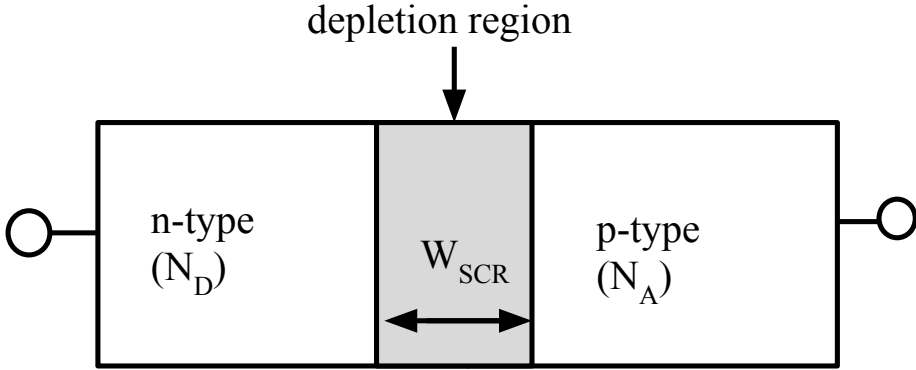 depletion region
n-type
(N_D)
W_SCR
p-type
(N_A)